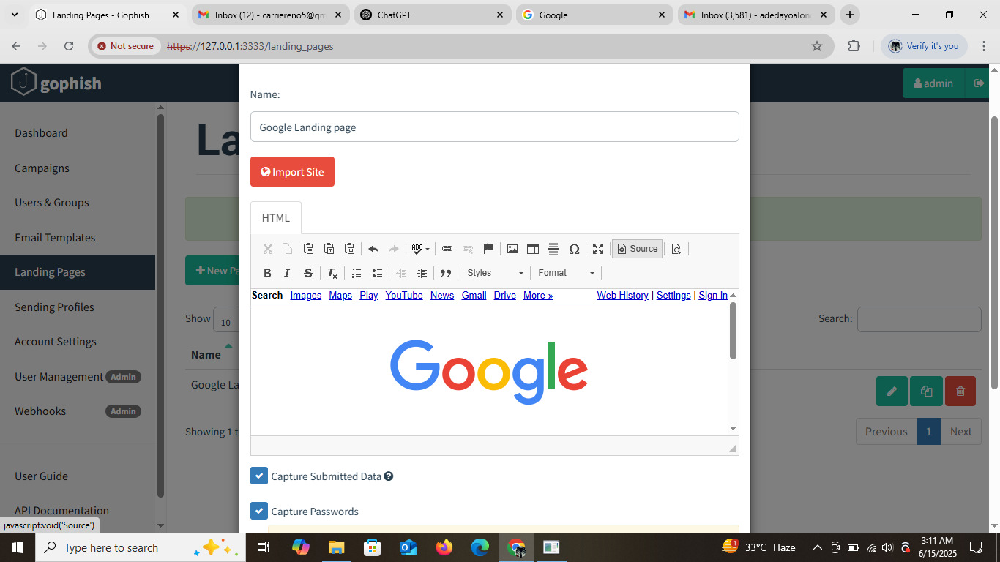 Landing Pages - Gophish
Inbox (12) - carriereno5@gm
ChatGPT
Google
Inbox (3,581) - adedayoalon
Not secure
https://127.0.0.1:3333/landing_pages
Verify it's you
gophish
admin
Name:
Dashboard
La
Google Landing page
Campaigns
Import Site
Users & Groups
HTML
Email Templates
ABC
Source
Landing Pages
New Pa
Styles
Format
Search Images Maps Play YouTube News Gmail Drive More »
Web History | Settings | Sign in
Sending Profiles
Show 10
Search:
Account Settings
Name
Google
User Management Admin
Google La
Webhooks Admin
Showing 1 t
Previous 1 Next
User Guide
Capture Submitted Data
API Documentation
Capture Passwords
javascript:void('Source')
Type here to search
1
33°C Haze
3:11 AM
6/15/2025